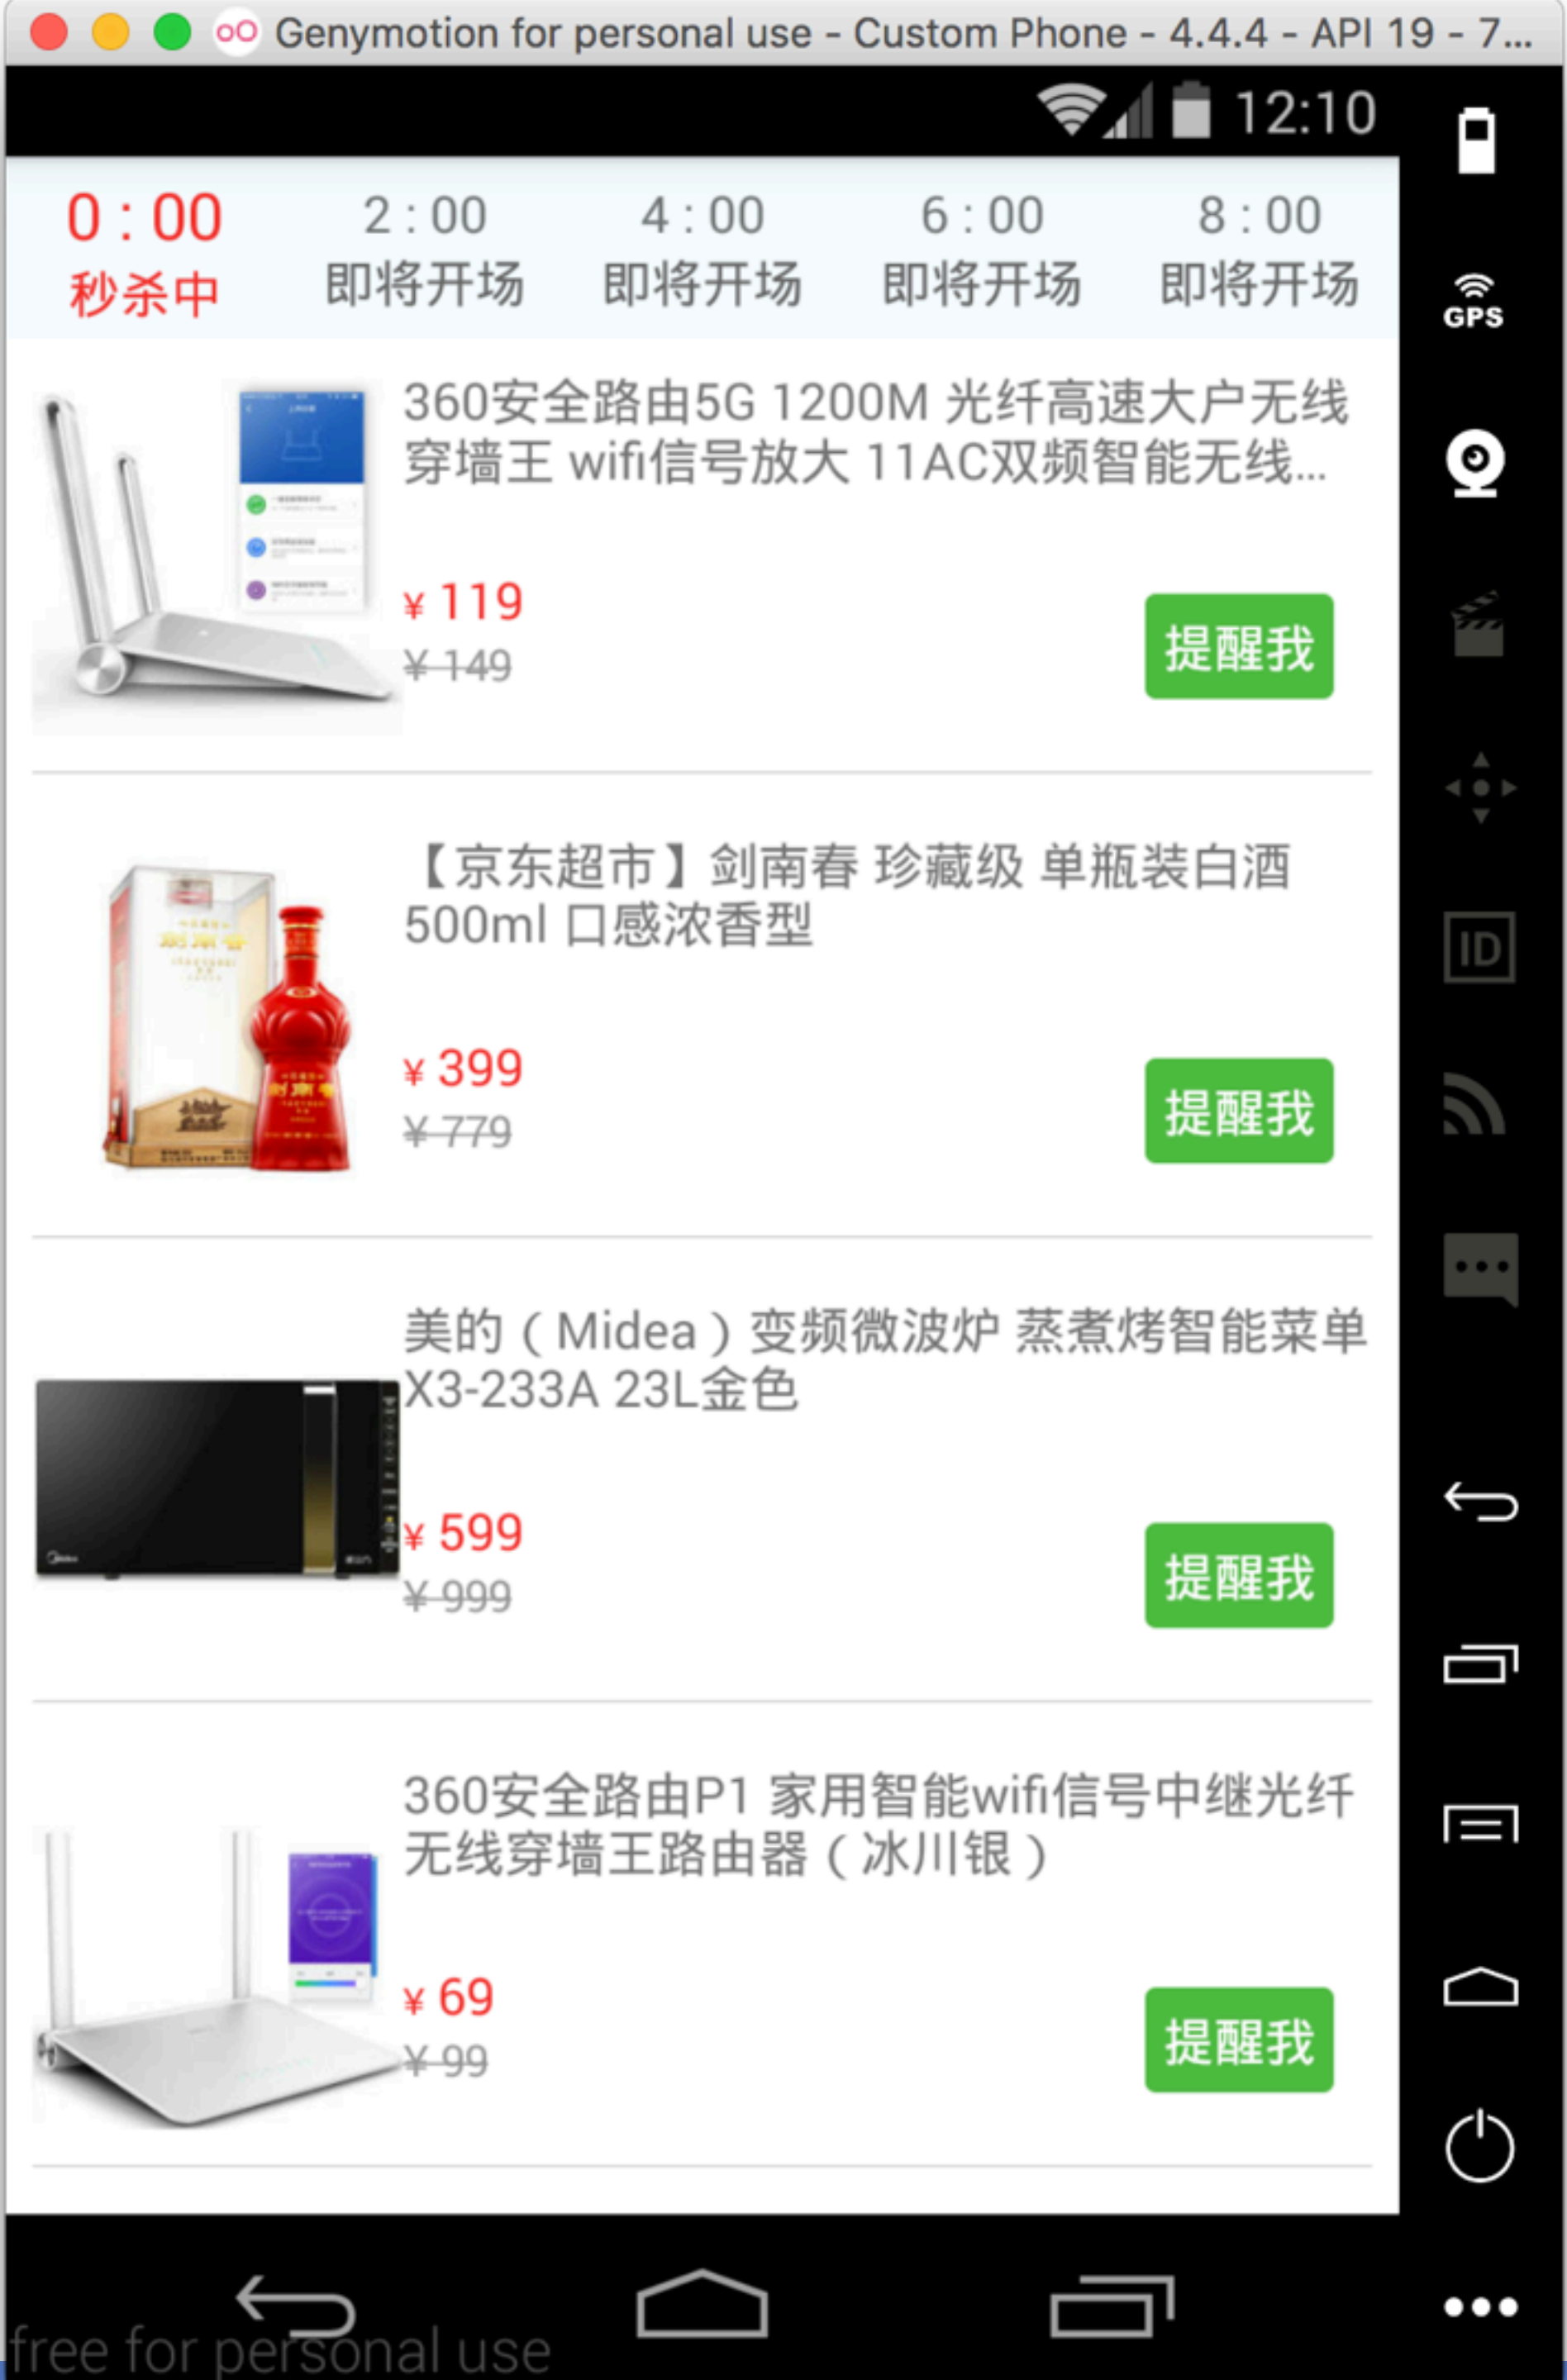 Genymotion for personal use - Custom Phone - 4.4.4 - API 19 - 7...
12:10
0 : 00
2 : 00
4 : 00
6 : 00
8 : 00
秒杀中
即将开场
即将开场
即将开场
即将开场
GPS
360安全路由5G 1200M 光纤高速大户无线
穿墙王 wifi信号放大 11AC双频智能无线...
¥ 119
¥ 149
提醒我
【京东超市】剑南春 珍藏级 单瓶装白酒
500ml 口感浓香型
剑南春
剑南春
¥ 399
¥ 779
提醒我
ID
美的（Midea）变频微波炉 蒸煮烤智能菜单
X3-233A 23L金色
Midea
¥ 599
¥ 999
提醒我
360安全路由P1 家用智能wifi信号中继光纤
无线穿墙王路由器（冰川银）
¥ 69
¥ 99
提醒我
free for personal use